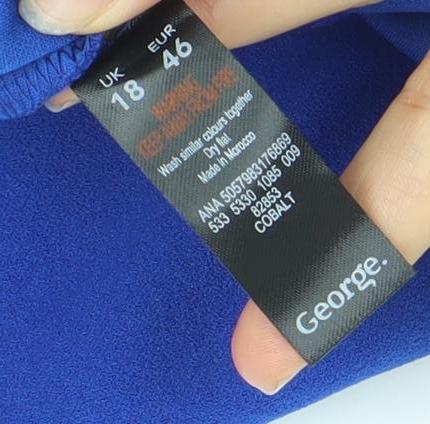 UK EUR
18 46
WARNING
KEEP AWAY FROM FIRE
Wash similar colours together
Dry flat
Made in Morocco
ANA 5057983176869
533 5330 1085 009
82853
COBALT
George.